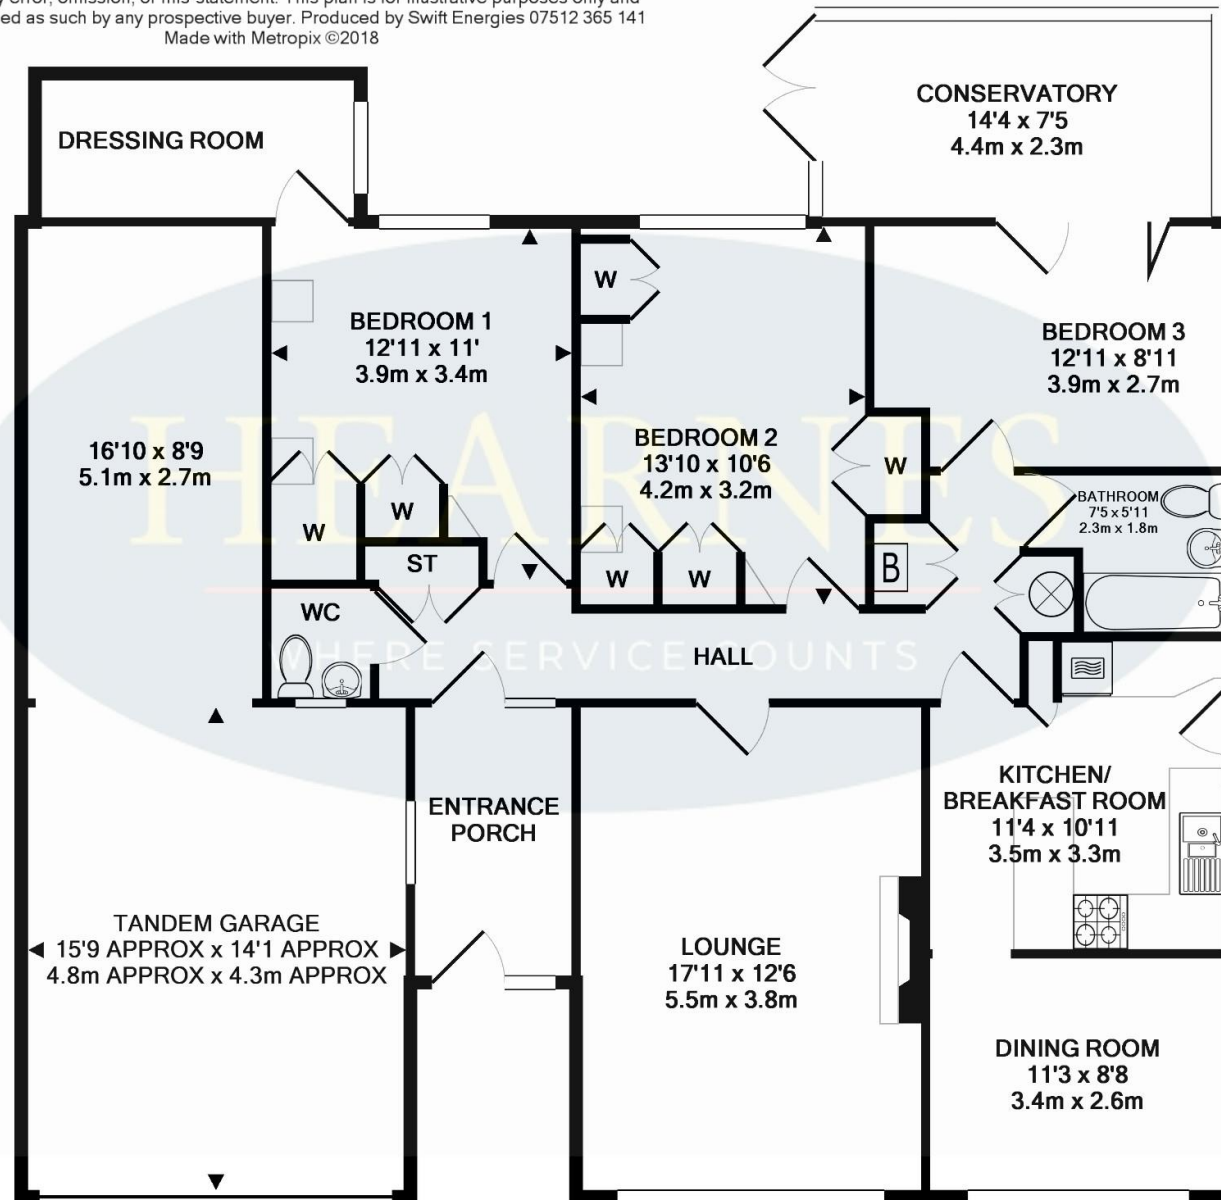 ed as such by any prospective buyer. Produced by Swift Energies 07512 365 141
Made with Metropix ©2018
DRESSING ROOM
CONSERVATORY
14'4 x 7'5
4.4m x 2.3m
16'10 x 8'9
5.1m x 2.7m
BEDROOM 1
12'11 x 11'
3.9m x 3.4m
W
W
ST
WC
W
BEDROOM 2
13'10 x 10'6
4.2m x 3.2m
W
W
W
B
BEDROOM 3
12'11 x 8'11
3.9m x 2.7m
BATHROOM
7'5 x 5'11
2.3m x 1.8m
HALL
HEARNES
WHERE SERVICE COUNTS
ENTRANCE
PORCH
TANDEM GARAGE
15'9 APPROX x 14'1 APPROX
4.8m APPROX x 4.3m APPROX
LOUNGE
17'11 x 12'6
5.5m x 3.8m
KITCHEN/
BREAKFAST ROOM
11'4 x 10'11
3.5m x 3.3m
DINING ROOM
11'3 x 8'8
3.4m x 2.6m